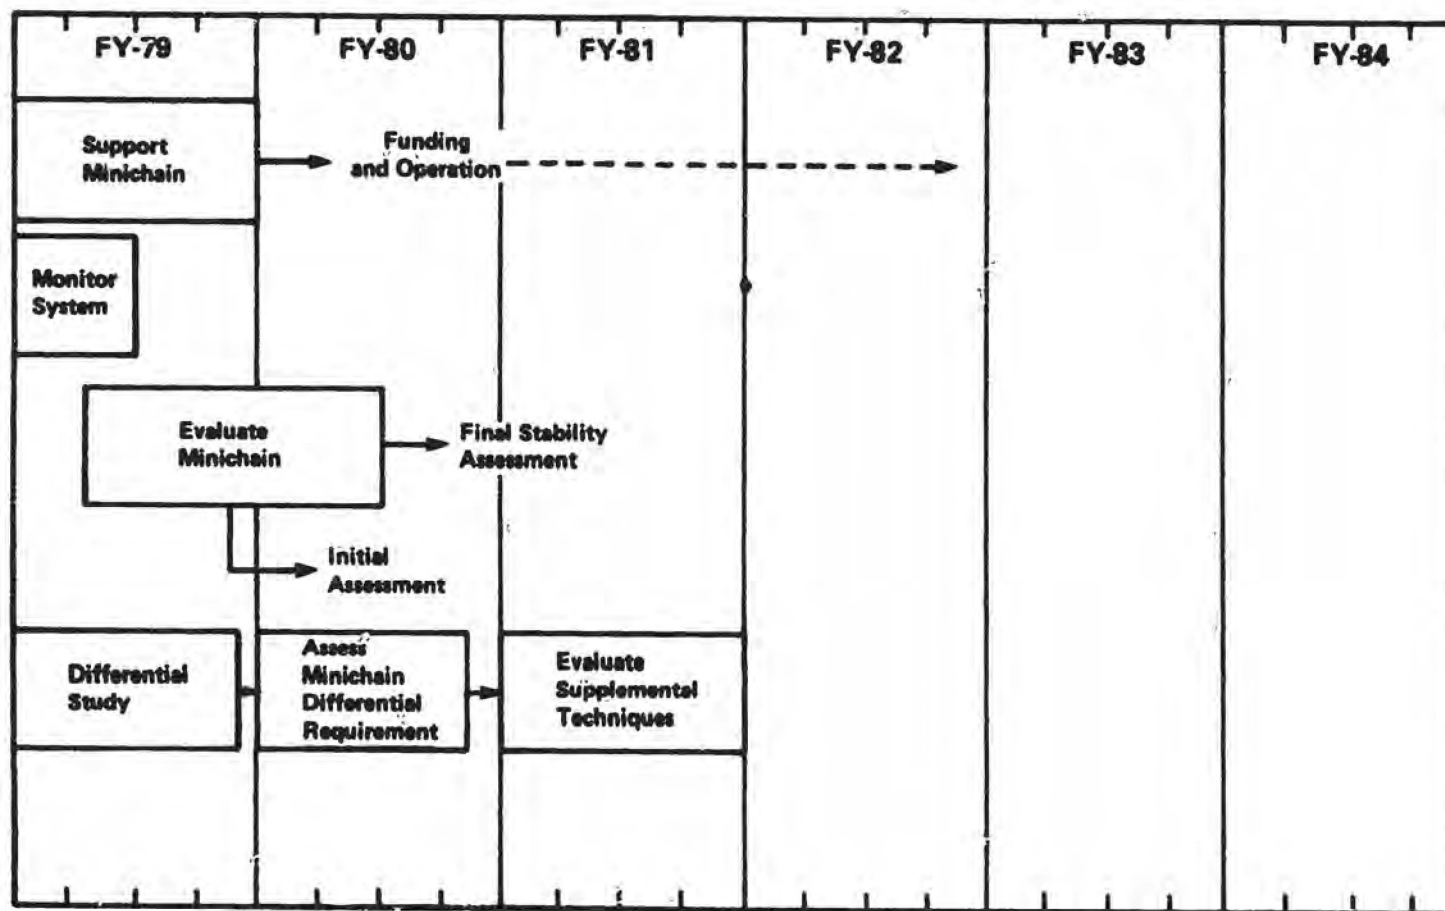 FY-79
FY-80
FY-81
FY-82
FY-83
FY-84
Support
Minichain
Funding
and Operation
Monitor
System
Evaluate
Minichain
Final Stability
Assessment
Initial
Assessment
Differential
Study
Assess
Minichain
Differential
Requirement
Evaluate
Supplemental
Techniques